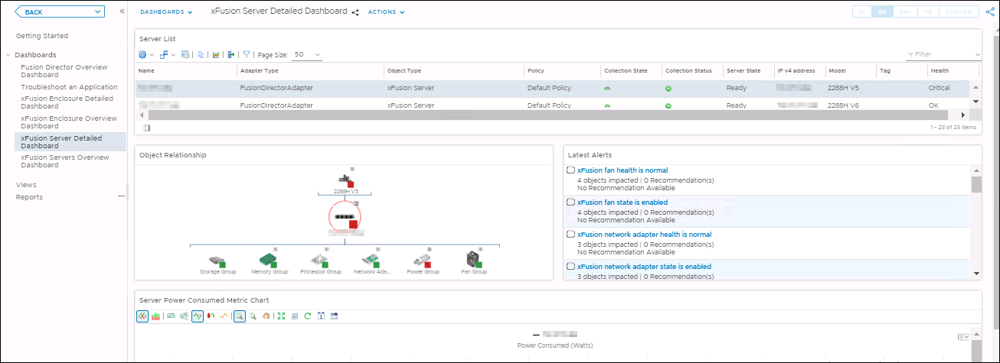 BACK
DASHBOARDS
xFusion Server Detailed Dashboard
ACTIONS
1H 6H 24H 7D CUSTOM
Getting Started
Dashboards
Fusion Director Overview
Dashboard
Troubleshoot an Application
xFusion Enclosure Detailed
Dashboard
xFusion Enclosure Overview
Dashboard
xFusion Server Detailed
Dashboard
xFusion Servers Overview
Dashboard
Views
Reports
Server List
Page Size: 50
Filter
Name Adapter Type Object Type Policy Collection State Collection Status Server State IP v4 address Model Tag Health
FusionDirectorAdapter xFusion Server Default Policy Ready 2288H V5 Critical
FusionDirectorAdapter xFusion Server Default Policy Ready 2288H V6 OK
1 - 23 of 23 items
Object Relationship
1
2288H V5
2
1 1 1 2 1
Storage Group Memory Group Processor Group Network Ada... Power Group Fan Group
Latest Alerts
xFusion fan health is normal
4 objects impacted | 0 Recommendation(s)
No Recommendation Available
xFusion fan state is enabled
4 objects impacted | 0 Recommendation(s)
No Recommendation Available
xFusion network adapter health is normal
3 objects impacted | 0 Recommendation(s)
No Recommendation Available
xFusion network adapter state is enabled
3 objects impacted | 0 Recommendation(s)
Server Power Consumed Metric Chart
Power Consumed (Watts)